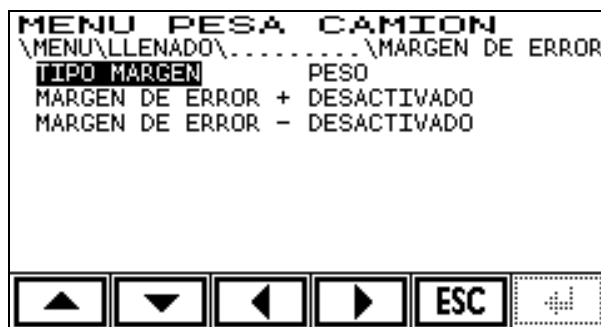 MENU PESA CAMION
\MENU\LLENADO\..........\MARGEN DE ERROR
TIPO MARGEN PESO
MARGEN DE ERROR + DESACTIVADO
MARGEN DE ERROR - DESACTIVADO
ESC